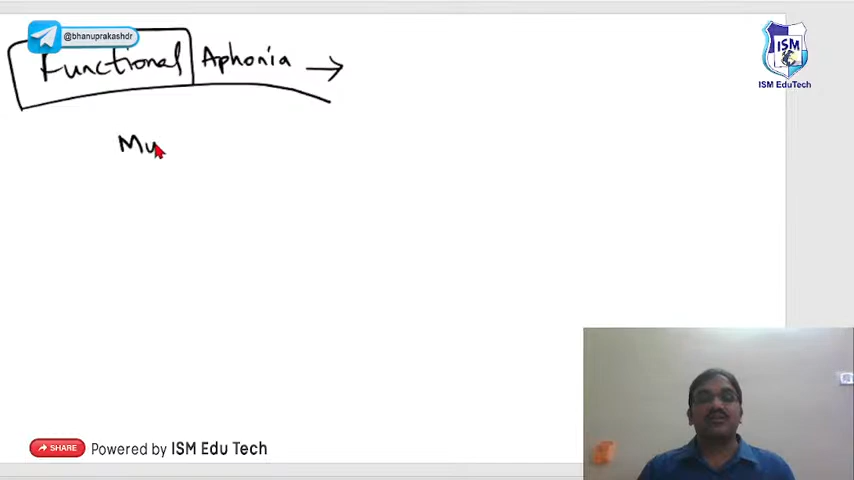 @bhanuprakashdr
Functional Aphonia →
ISM
ISM EduTech
Mu
SHARE Powered by ISM Edu Tech